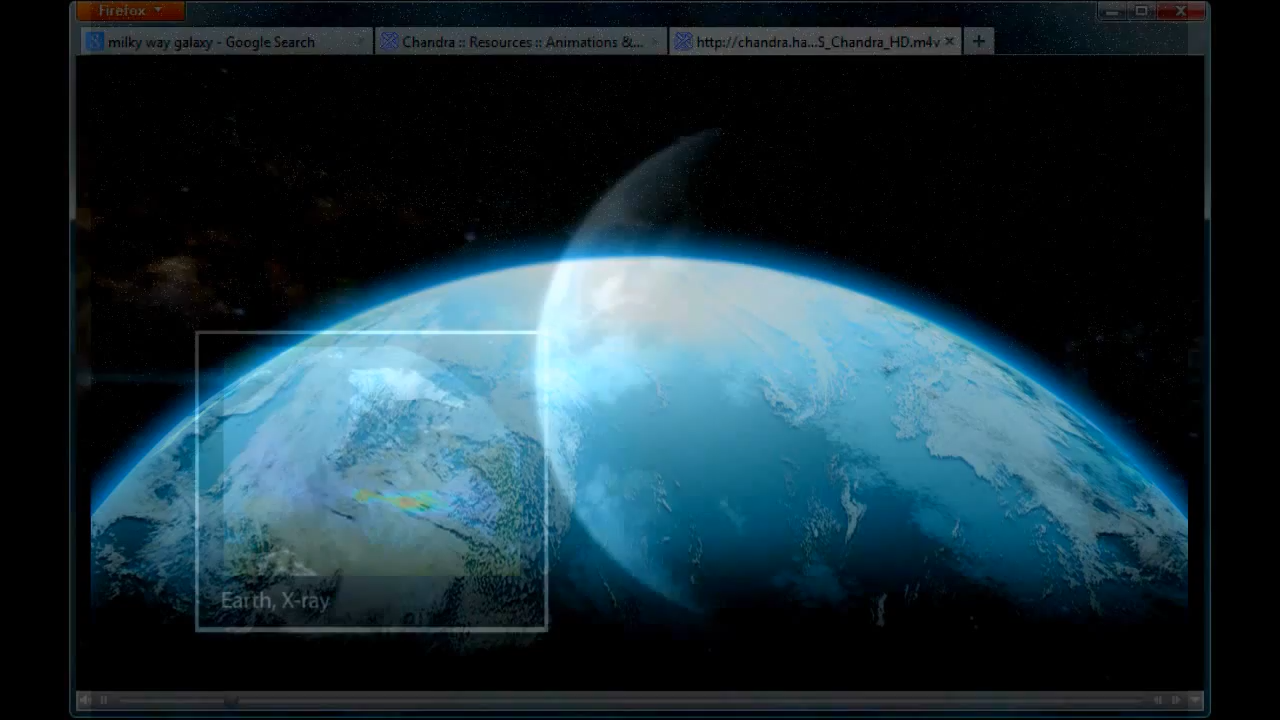 Firefox
milky way galaxy - Google Search
Chandra :: Resources :: Animations &...
http://chandra.ha...S_Chandra_HD.m4v
Earth, X-ray